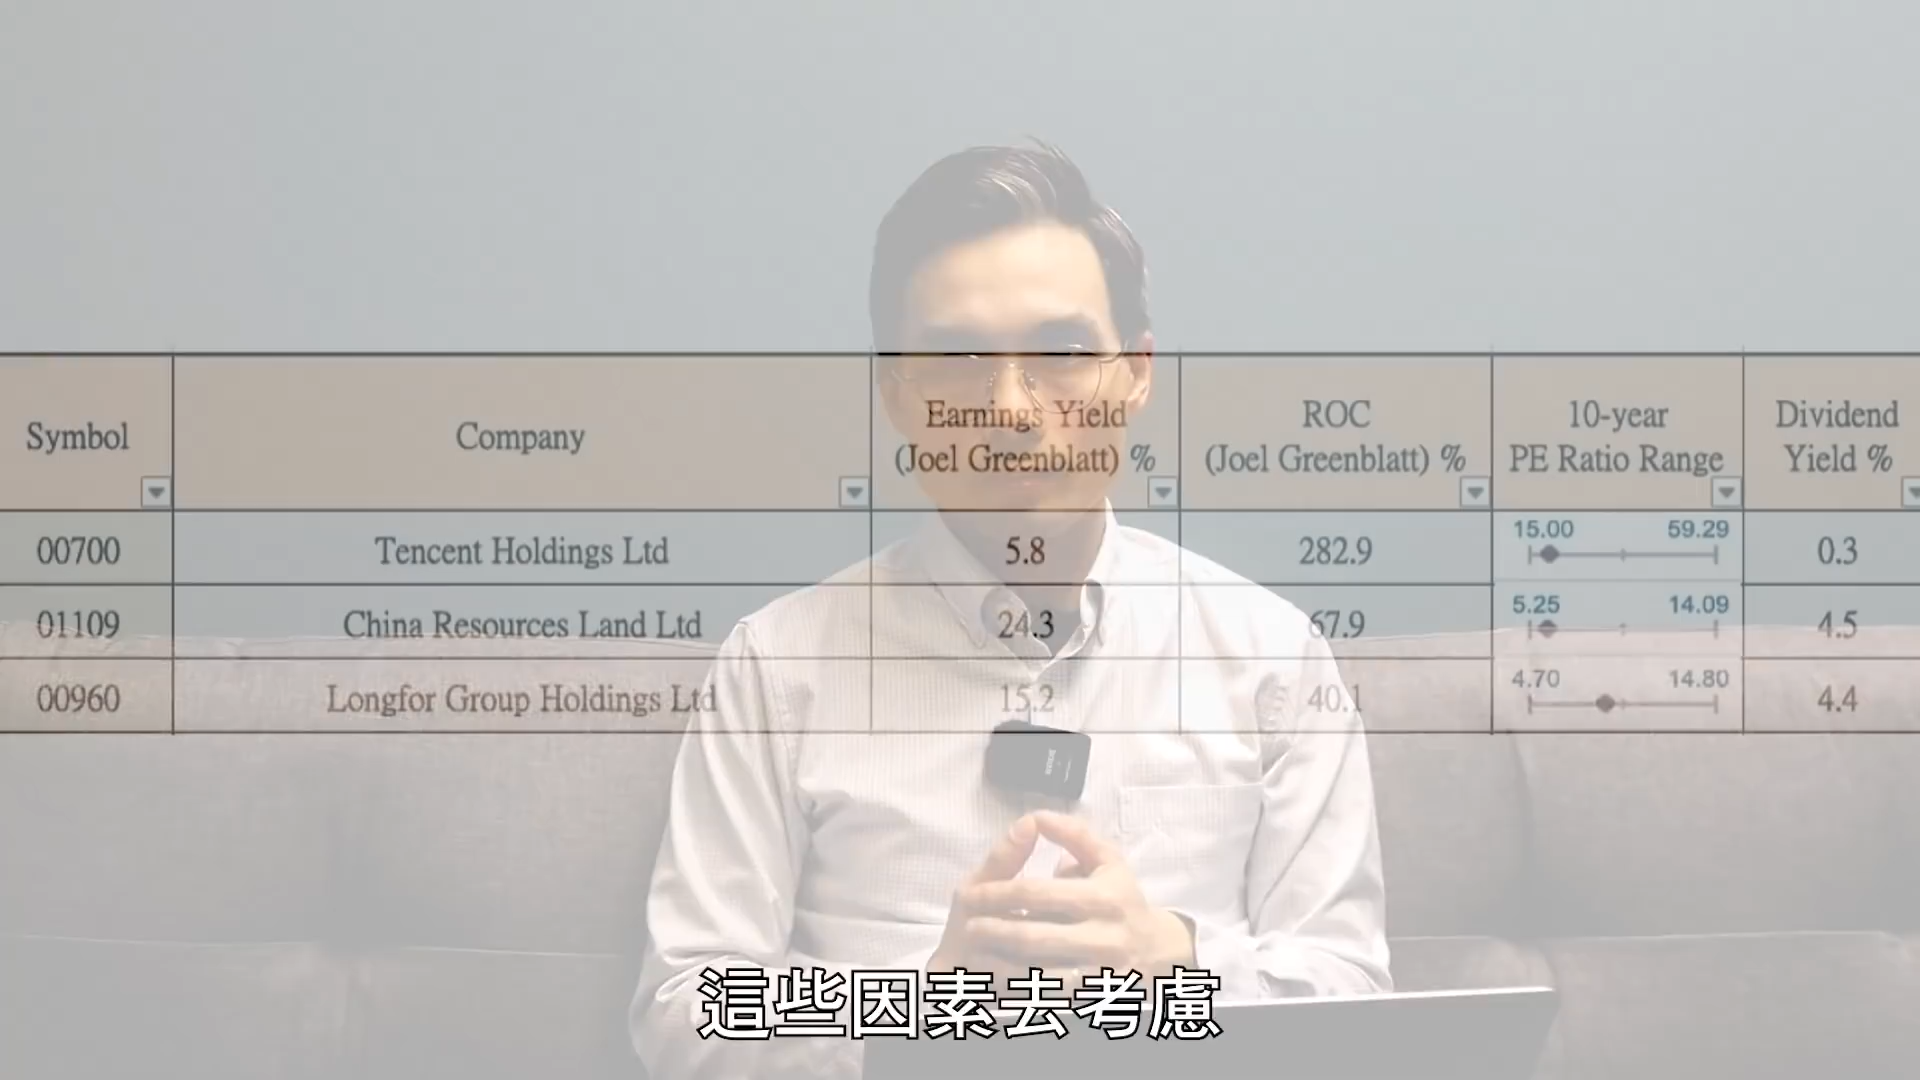 Symbol
Company
Earnings Yield
(Joel Greenblatt) %
ROC
(Joel Greenblatt) %
10-year
PE Ratio Range
Dividend
Yield %
00700
Tencent Holdings Ltd
5.8
282.9
15.00 59.29
0.3
01109
China Resources Land Ltd
24.3
67.9
5.25 14.09
4.5
00960
Longfor Group Holdings Ltd
15.2
40.1
4.70 14.80
4.4
這些因素去考慮